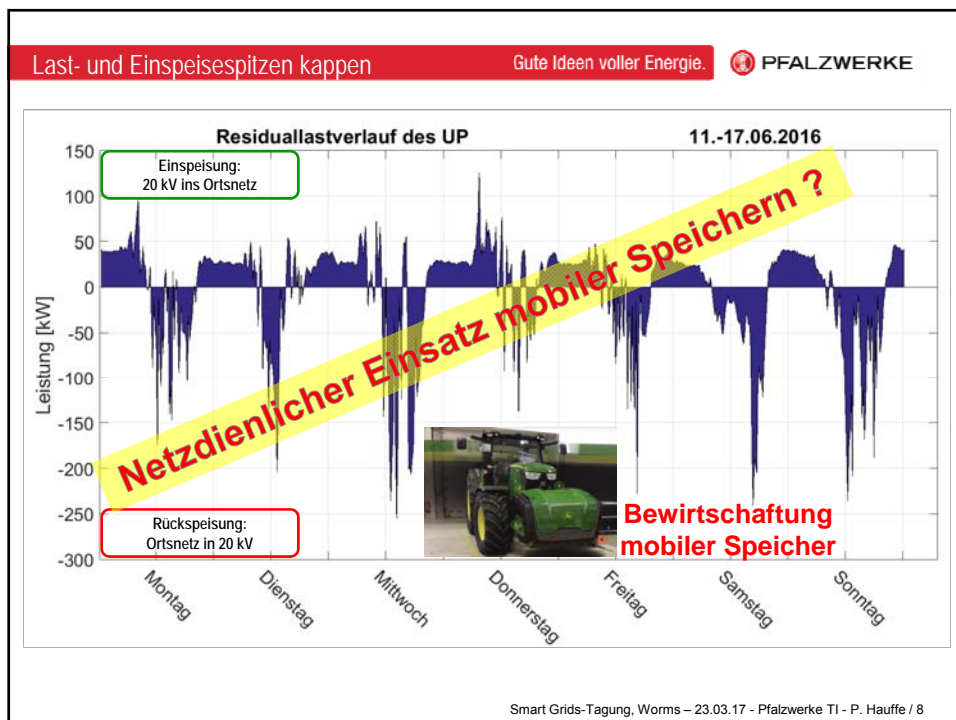 Last- und Einspeisespitzen kappen
Gute Ideen voller Energie.
PFALZWERKE
Residuallastverlauf des UP
11.-17.06.2016
Einspeisung:
20 kV ins Ortsnetz
Netzdienlicher Einsatz mobiler Speichern ?
Leistung [kW]
150
100
50
0
-50
-100
-150
-200
-250
-300
Rückspeisung:
Ortsnetz in 20 kV
Bewirtschaftung
mobiler Speicher
Montag
Dienstag
Mittwoch
Donnerstag
Freitag
Samstag
Sonntag
Smart Grids-Tagung, Worms – 23.03.17 - Pfalzwerke TI - P. Hauffe / 8